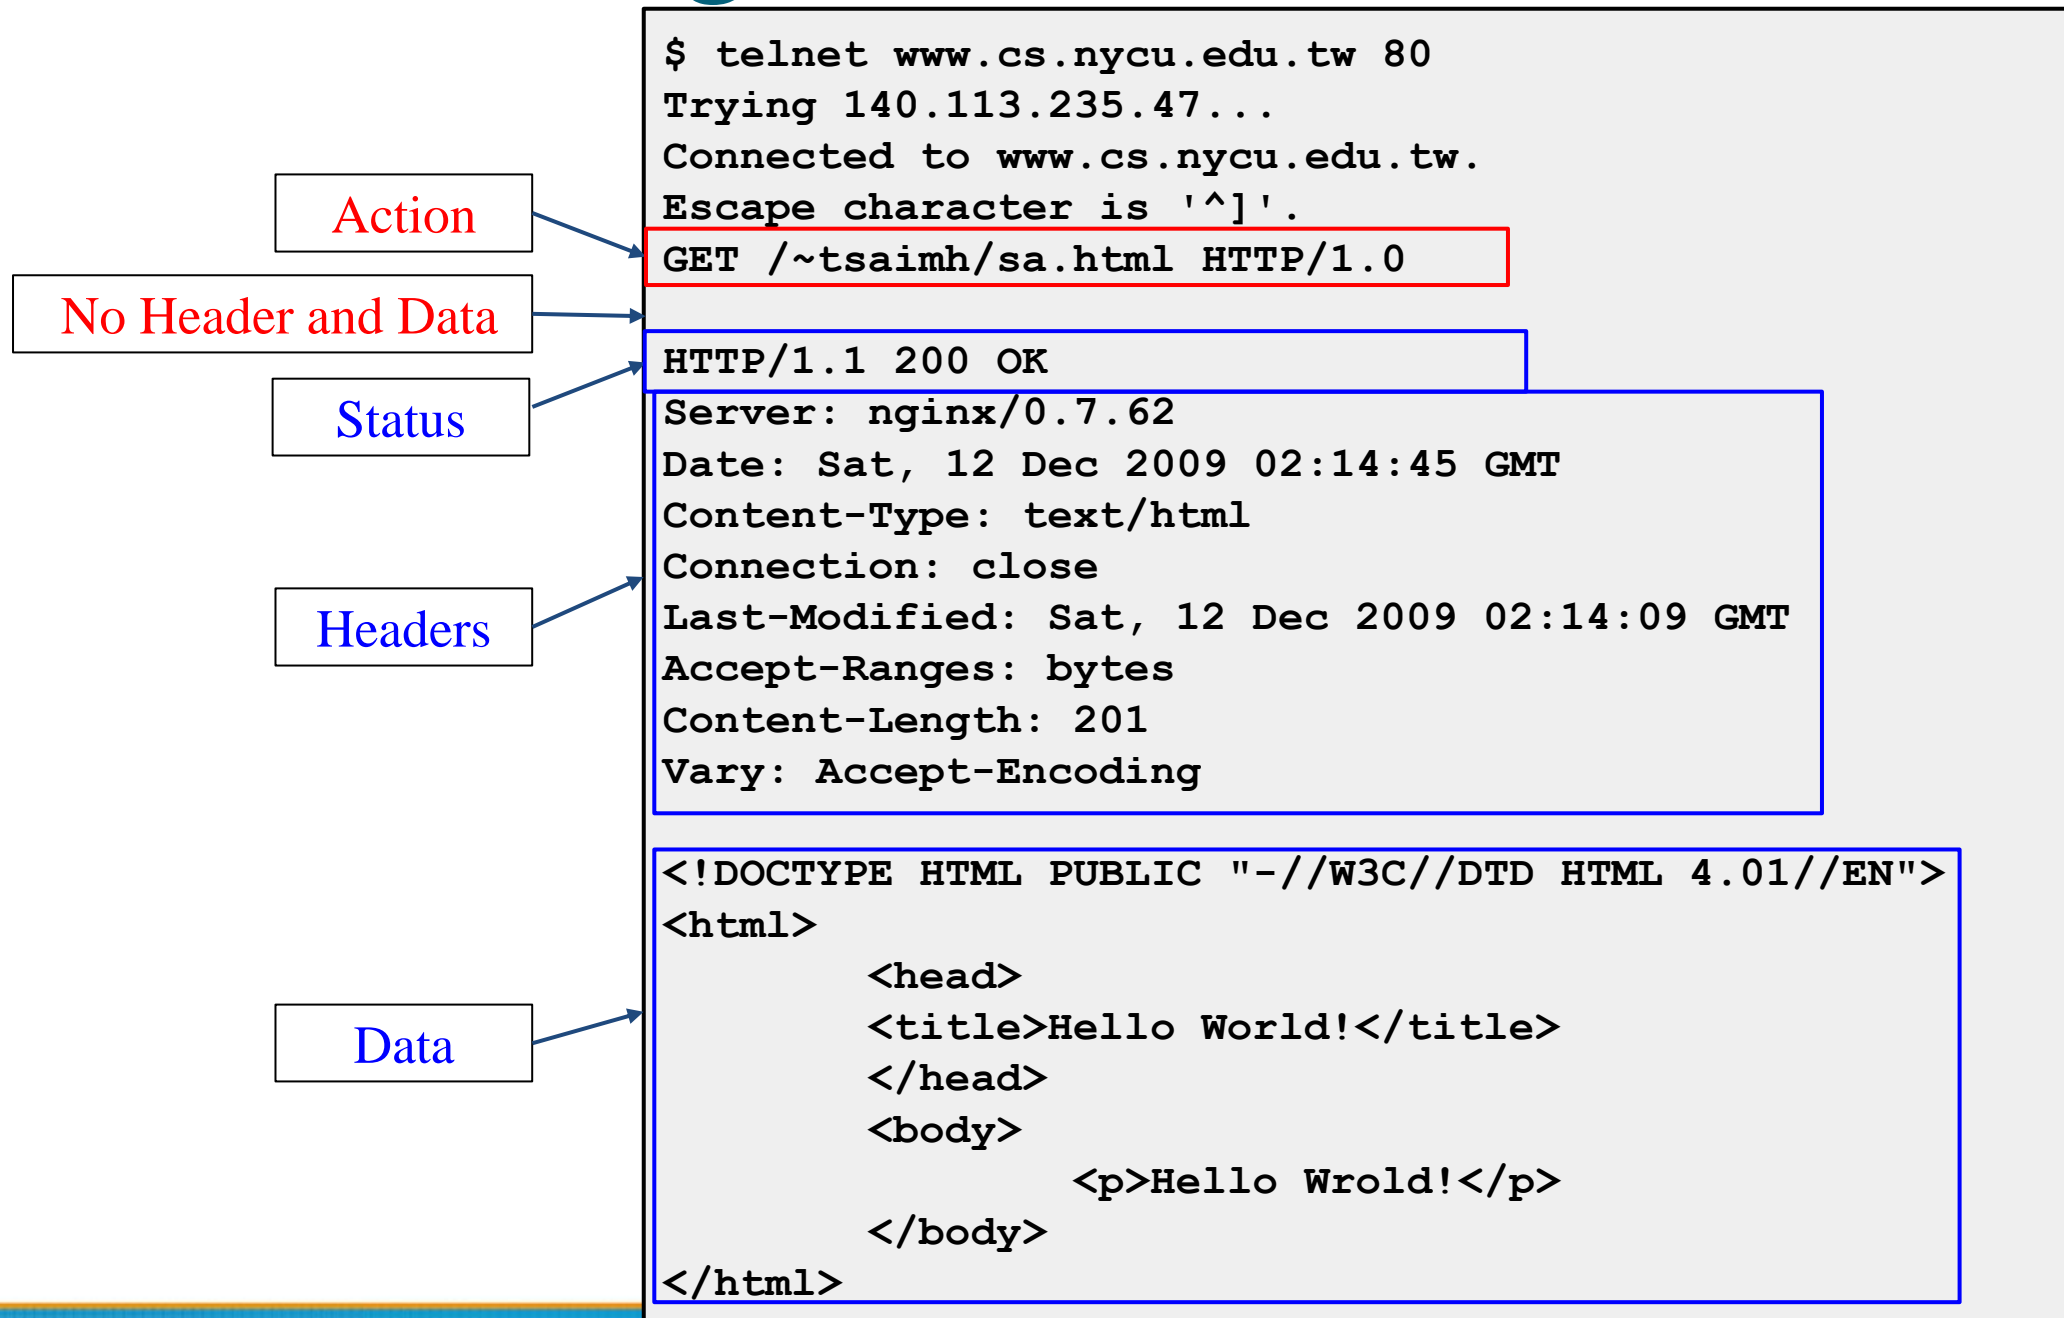 $ telnet www.cs.nycu.edu.tw 80
Trying 140.113.235.47...
Connected to www.cs.nycu.edu.tw.
Escape character is '^]'.
Action
GET /~tsaimh/sa.html HTTP/1.0
No Header and Data
HTTP/1.1 200 OK
Status
Server: nginx/0.7.62
Date: Sat, 12 Dec 2009 02:14:45 GMT
Content-Type: text/html
Connection: close
Headers
Last-Modified: Sat, 12 Dec 2009 02:14:09 GMT
Accept-Ranges: bytes
Content-Length: 201
Vary: Accept-Encoding
<!DOCTYPE HTML PUBLIC "-//W3C//DTD HTML 4.01//EN">
<html>
<head>
<title>Hello World!</title>
Data
</head>
<body>
<p>Hello Wrold!</p>
</body>
</html>